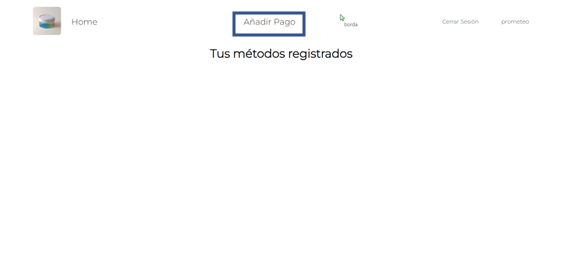 Home
Añadir Pago
borda
Cerrar Sesión
prometeo
Tus métodos registrados